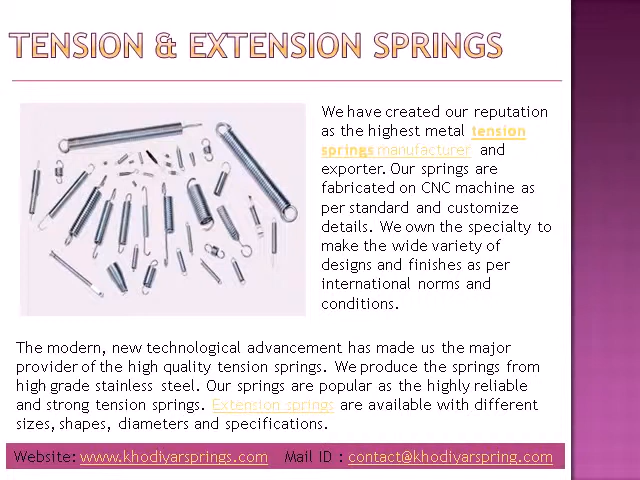 TENSION & EXTENSION SPRINGS
We have created our reputation
as the highest metal tension
springs manufacturer and
exporter. Our springs are
fabricated on CNC machine as
per standard and customize
details. We own the specialty to
make the wide variety of
designs and finishes as per
international norms and
conditions.
The modern, new technological advancement has made us the major
provider of the high quality tension springs. We produce the springs from
high grade stainless steel. Our springs are popular as the highly reliable
and strong tension springs. Extension springs are available with different
sizes, shapes, diameters and specifications.
Website: www.khodiyarsprings.com Mail ID : contact@khodiyarspring.com